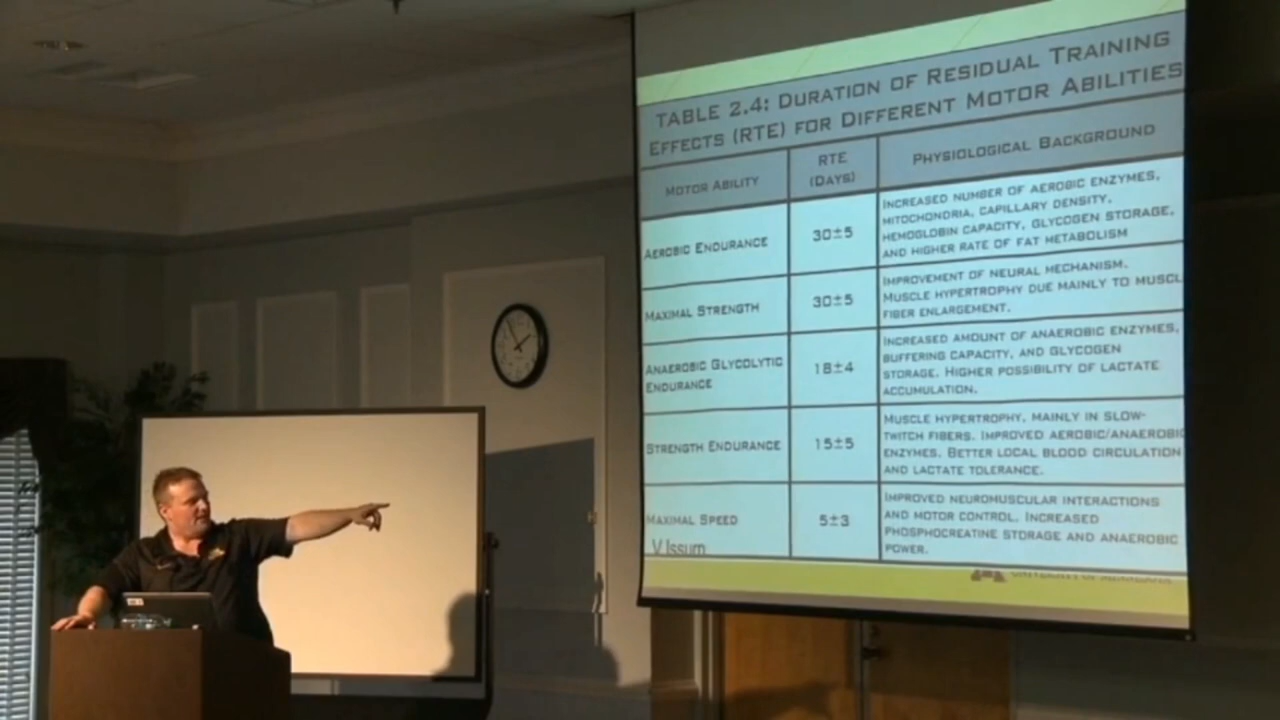 TABLE 2.4: DURATION OF RESIDUAL TRAINING
EFFECTS (RTE) FOR DIFFERENT MOTOR ABILITIES
MOTOR ABILITY
RTE
(DAYS)
PHYSIOLOGICAL BACKGROUND
AEROBIC ENDURANCE
30±5
INCREASED NUMBER OF AEROBIC ENZYMES,
MITOCHONDRIA, CAPILLARY DENSITY,
HEMOGLOBIN CAPACITY, GLYCOGEN STORAGE,
AND HIGHER RATE OF FAT METABOLISM
MAXIMAL STRENGTH
30±5
IMPROVEMENT OF NEURAL MECHANISM.
MUSCLE HYPERTROPHY DUE MAINLY TO MUSCL
FIBER ENLARGEMENT.
ANAEROBIC GLYCOLYTIC
ENDURANCE
18±4
INCREASED AMOUNT OF ANAEROBIC ENZYMES,
BUFFERING CAPACITY, AND GLYCOGEN
STORAGE. HIGHER POSSIBILITY OF LACTATE
ACCUMULATION.
STRENGTH ENDURANCE
15±5
MUSCLE HYPERTROPHY, MAINLY IN SLOW-
TWITCH FIBERS. IMPROVED AEROBIC/ANAEROBIC
ENZYMES. BETTER LOCAL BLOOD CIRCULATION
AND LACTATE TOLERANCE.
MAXIMAL SPEED
5±3
IMPROVED NEUROMUSCULAR INTERACTIONS
AND MOTOR CONTROL. INCREASED
PHOSPHOCREATINE STORAGE AND ANAEROBIC
POWER.
V.Issurn